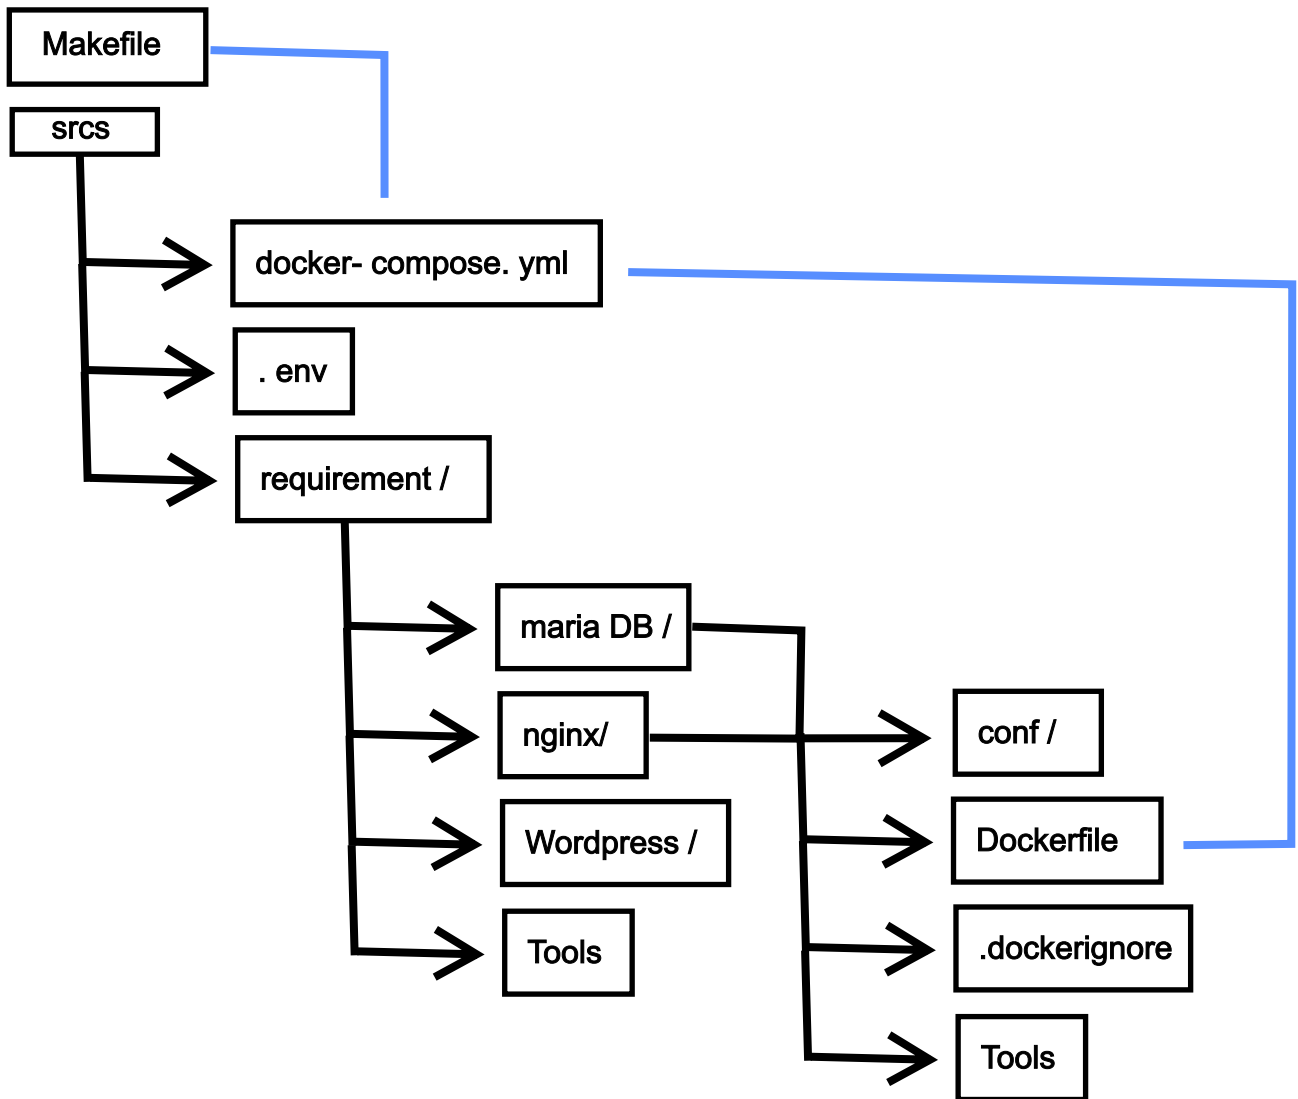 Makefile
srcs
docker- compose. yml
. env
requirement /
maria DB /
nginx/
conf /
Wordpress /
Dockerfile
Tools
.dockerignore
Tools